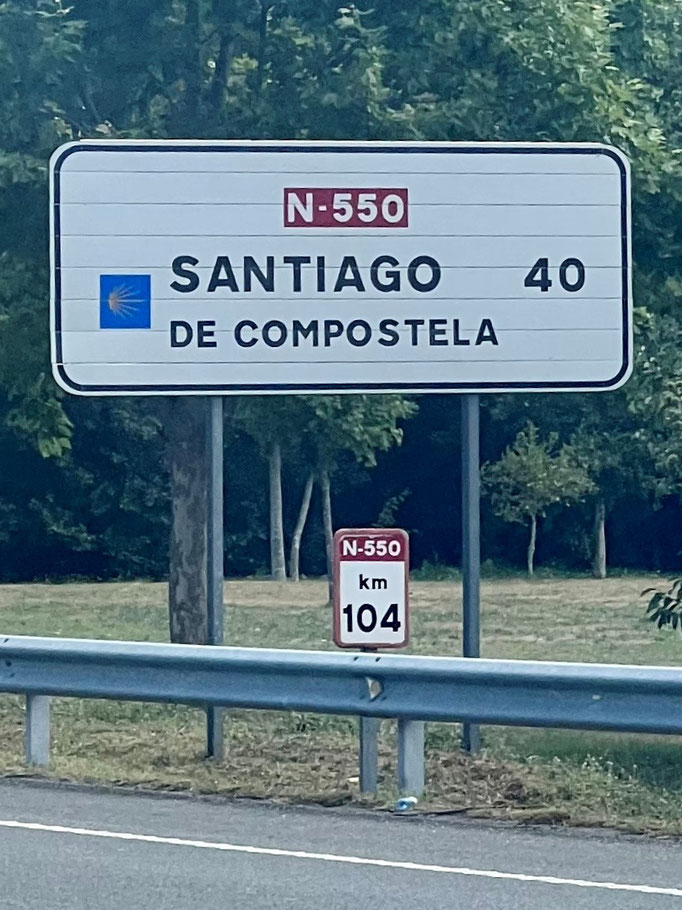 N-550
SANTIAGO 40
DE COMPOSTELA
N-550
km
104